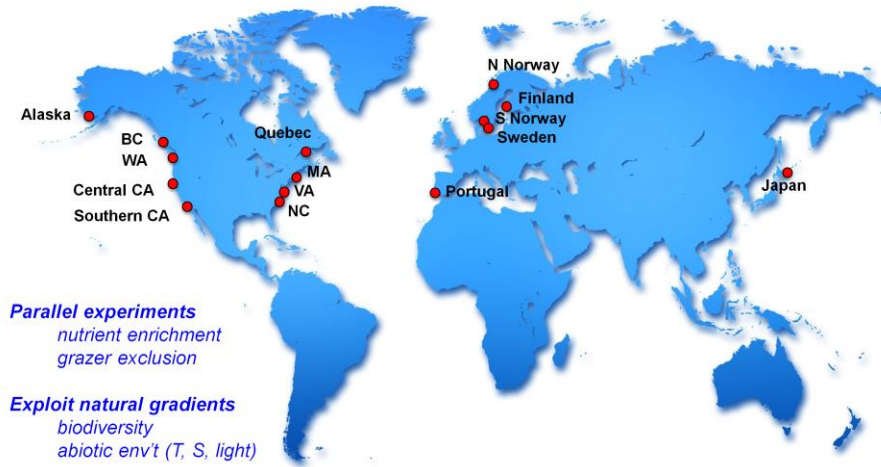 N Norway
Alaska
Finland
S Norway
Sweden
BC
Quebec
WA
MA
Central CA
VA
Portugal
Japan
Southern CA
NC
Parallel experiments
nutrient enrichment
grazer exclusion
Exploit natural gradients
biodiversity
abiotic env't (T, S, light)